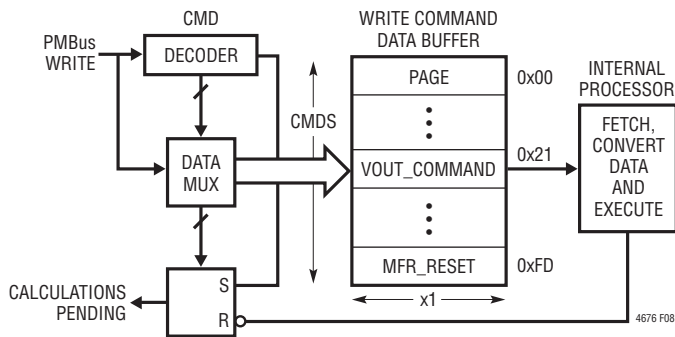 CMD
PMBus
WRITE
DECODER
DATA
MUX
S
R
CALCULATIONS
PENDING
CMDS
WRITE COMMAND
DATA BUFFER
PAGE
0x00
VOUT_COMMAND
0x21
MFR_RESET
0xFD
x1
INTERNAL
PROCESSOR
FETCH,
CONVERT
DATA
AND
EXECUTE
4676 F08